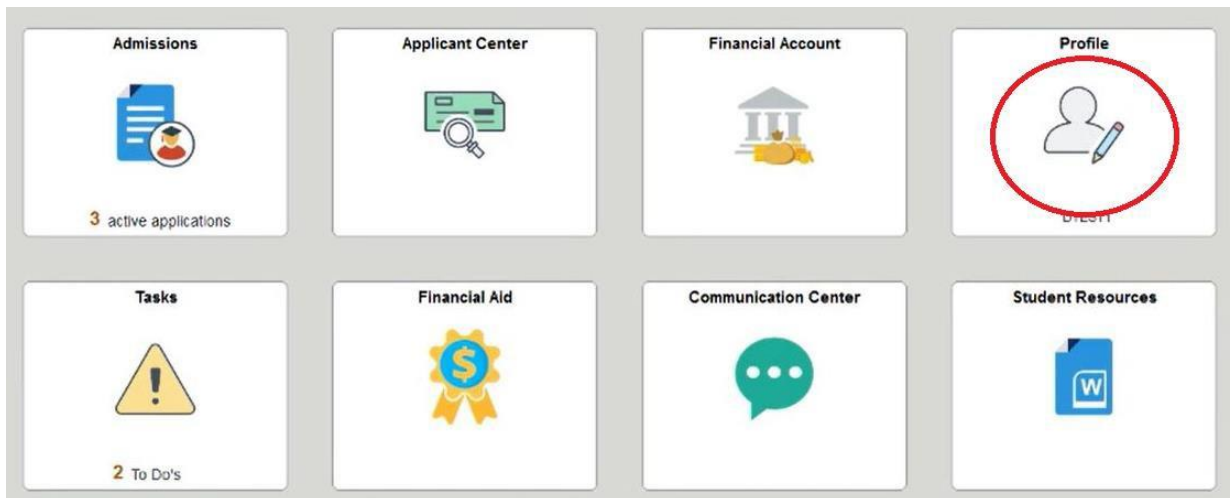 Admissions
3 active applications
Applicant Center
Financial Account
Profile
Tasks
2 To Do's
Financial Aid
Communication Center
Student Resources
W